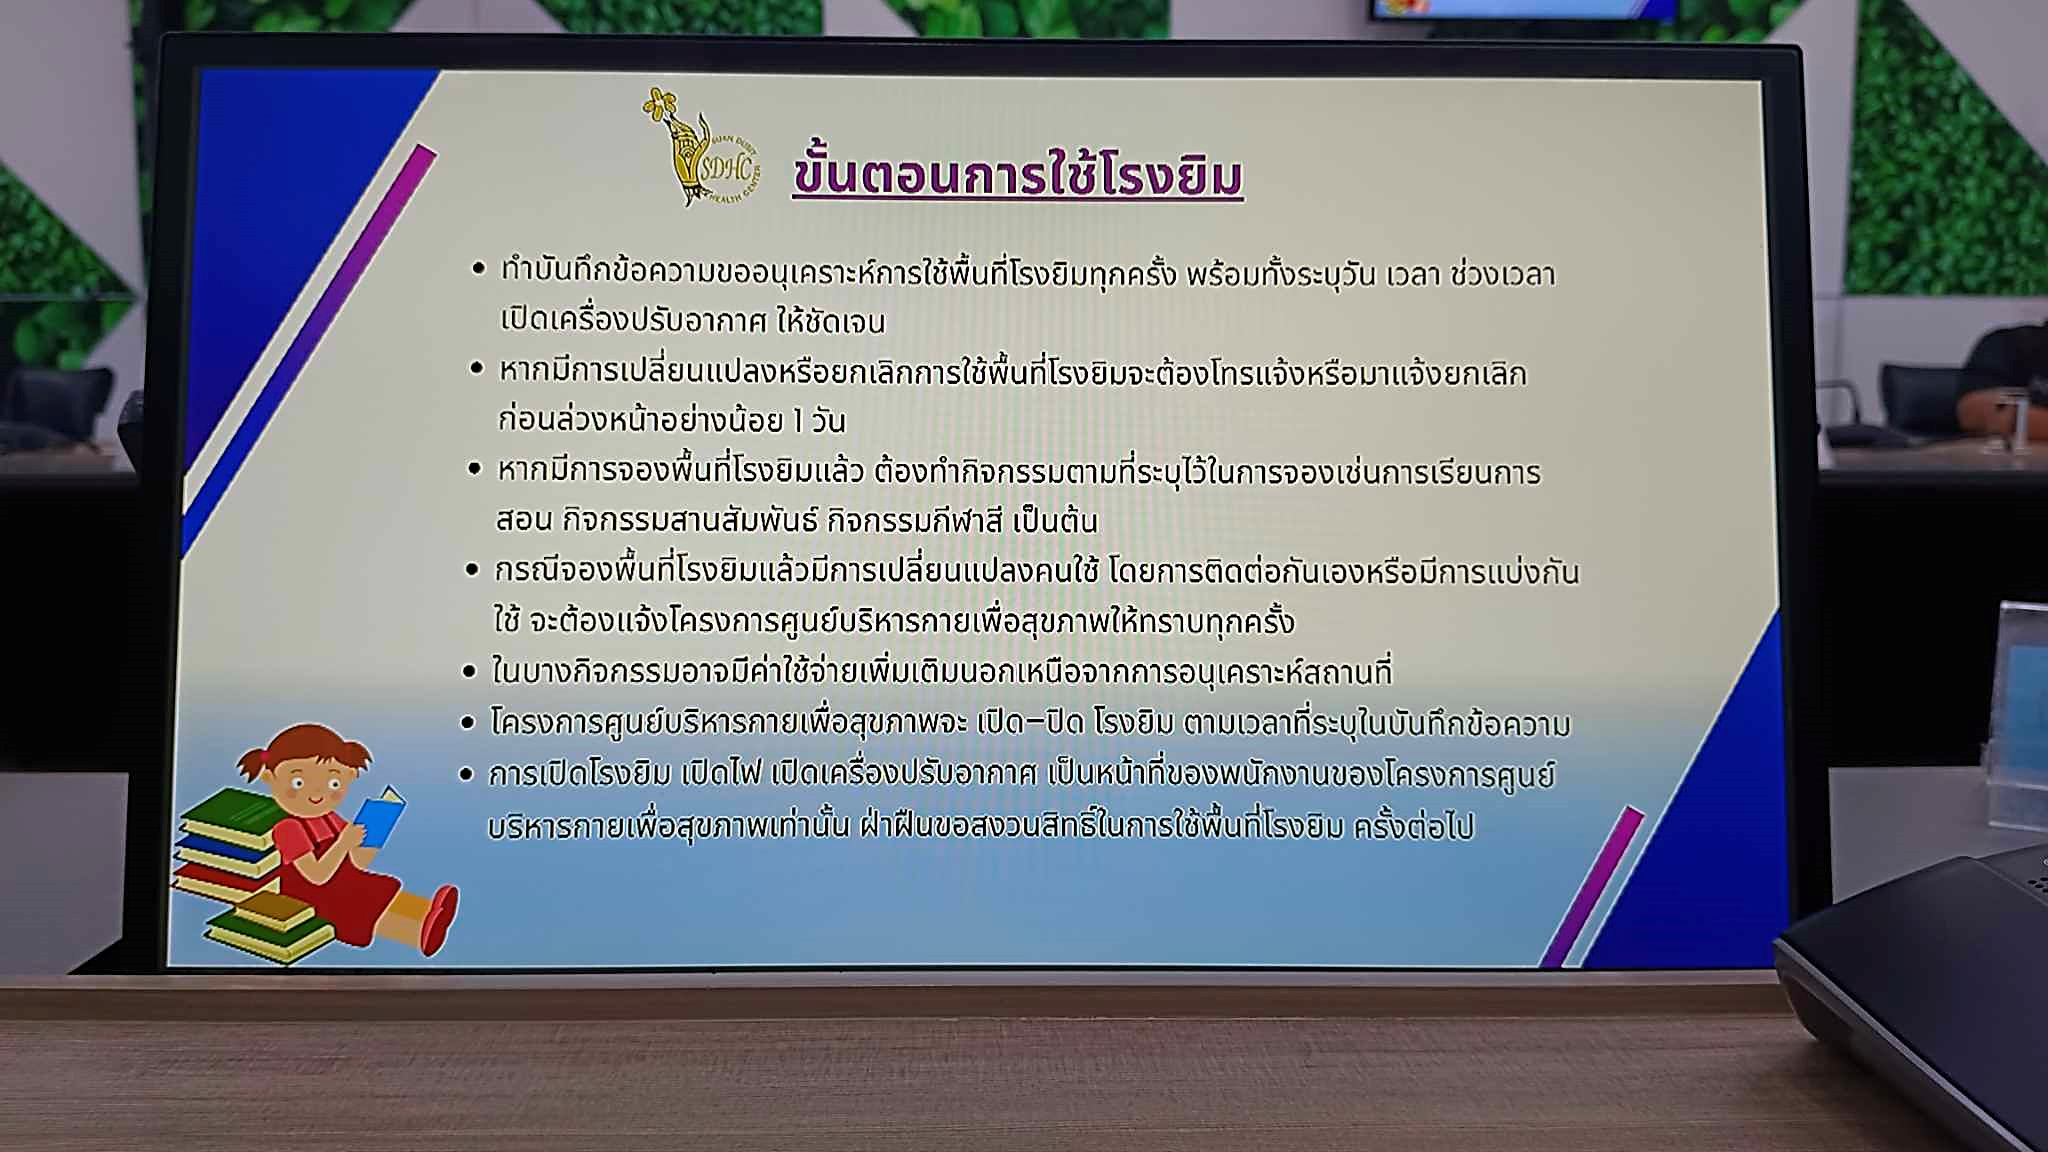 SUAN DUSIT
SDHC
HEALTH CENTER
ขั้นตอนการใช้โรงยิม
• ทำบันทึกข้อความขออนุเคราะห์การใช้พื้นที่โรงยิมทุกครั้ง พร้อมทั้งระบุวัน เวลา ช่วงเวลา
เปิดเครื่องปรับอากาศ ให้ชัดเจน
• หากมีการเปลี่ยนแปลงหรือยกเลิกการใช้พื้นที่โรงยิมจะต้องโทรแจ้งหรือมาแจ้งยกเลิก
ก่อนล่วงหน้าอย่างน้อย 1 วัน
• หากมีการจองพื้นที่โรงยิมแล้ว ต้องทำกิจกรรมตามที่ระบุไว้ในการจองเช่นการเรียนการ
สอน กิจกรรมสานสัมพันธ์ กิจกรรมกีฬาสี เป็นต้น
• กรณีจองพื้นที่โรงยิมแล้วมีการเปลี่ยนแปลงคนใช้ โดยการติดต่อกันเองหรือมีการแบ่งกัน
ใช้ จะต้องแจ้งโครงการศูนย์บริหารกายเพื่อสุขภาพให้ทราบทุกครั้ง
• ในบางกิจกรรมอาจมีค่าใช้จ่ายเพิ่มเติมนอกเหนือจากการอนุเคราะห์สถานที่
• โครงการศูนย์บริหารกายเพื่อสุขภาพจะ เปิด–ปิด โรงยิม ตามเวลาที่ระบุในบันทึกข้อความ
• การเปิดโรงยิม เปิดไฟ เปิดเครื่องปรับอากาศ เป็นหน้าที่ของพนักงานของโครงการศูนย์
บริหารกายเพื่อสุขภาพเท่านั้น ฝ่าฝืนขอสงวนสิทธิ์ในการใช้พื้นที่โรงยิม ครั้งต่อไป